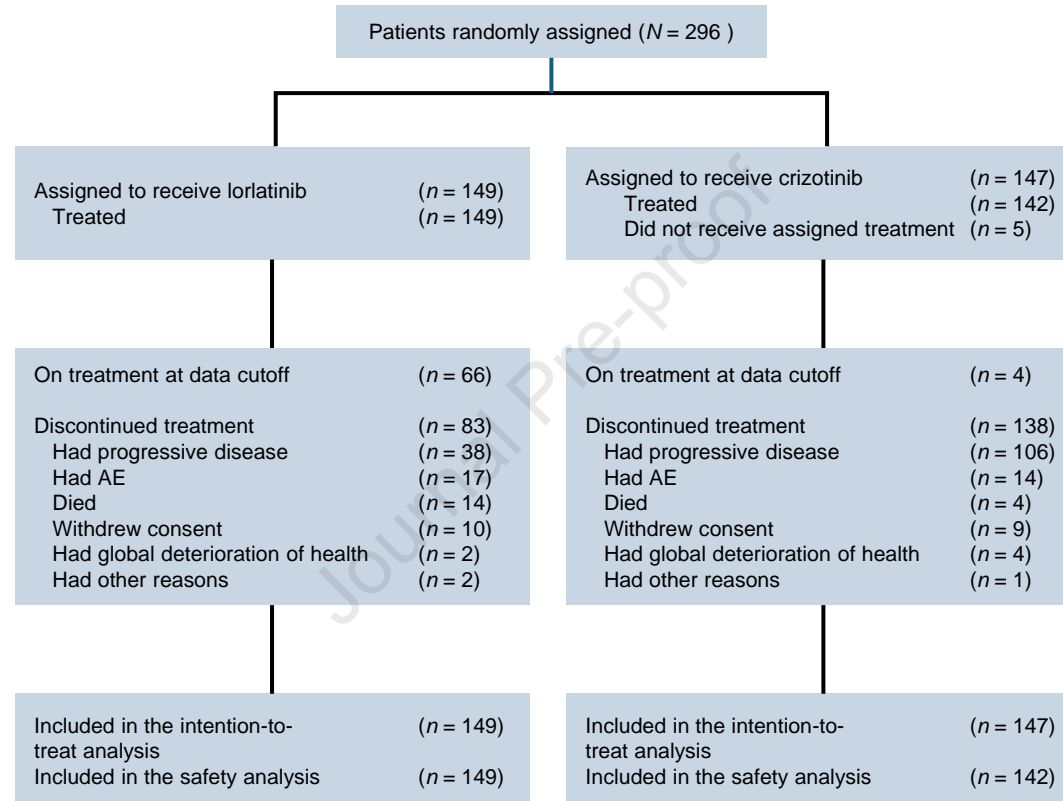 Patients randomly assigned (N = 296 )
Assigned to receive lorlatinib (n = 149)
Treated (n = 149)
Assigned to receive crizotinib (n = 147)
Treated (n = 142)
Did not receive assigned treatment (n = 5)
On treatment at data cutoff (n = 66)
Discontinued treatment (n = 83)
Had progressive disease (n = 38)
Had AE (n = 17)
Died (n = 14)
Withdrew consent (n = 10)
Had global deterioration of health (n = 2)
Had other reasons (n = 2)
On treatment at data cutoff (n = 4)
Discontinued treatment (n = 138)
Had progressive disease (n = 106)
Had AE (n = 14)
Died (n = 4)
Withdrew consent (n = 9)
Had global deterioration of health (n = 4)
Had other reasons (n = 1)
Included in the intention-to- (n = 149)
treat analysis
Included in the safety analysis (n = 149)
Included in the intention-to- (n = 147)
treat analysis
Included in the safety analysis (n = 142)
Journal Pre-proof